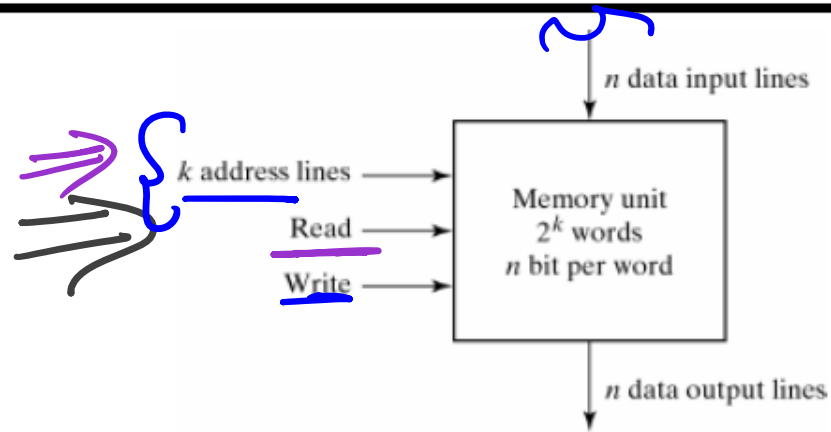 n data input lines
k address lines
Read
Write
Memory unit
2^k words
n bit per word
n data output lines